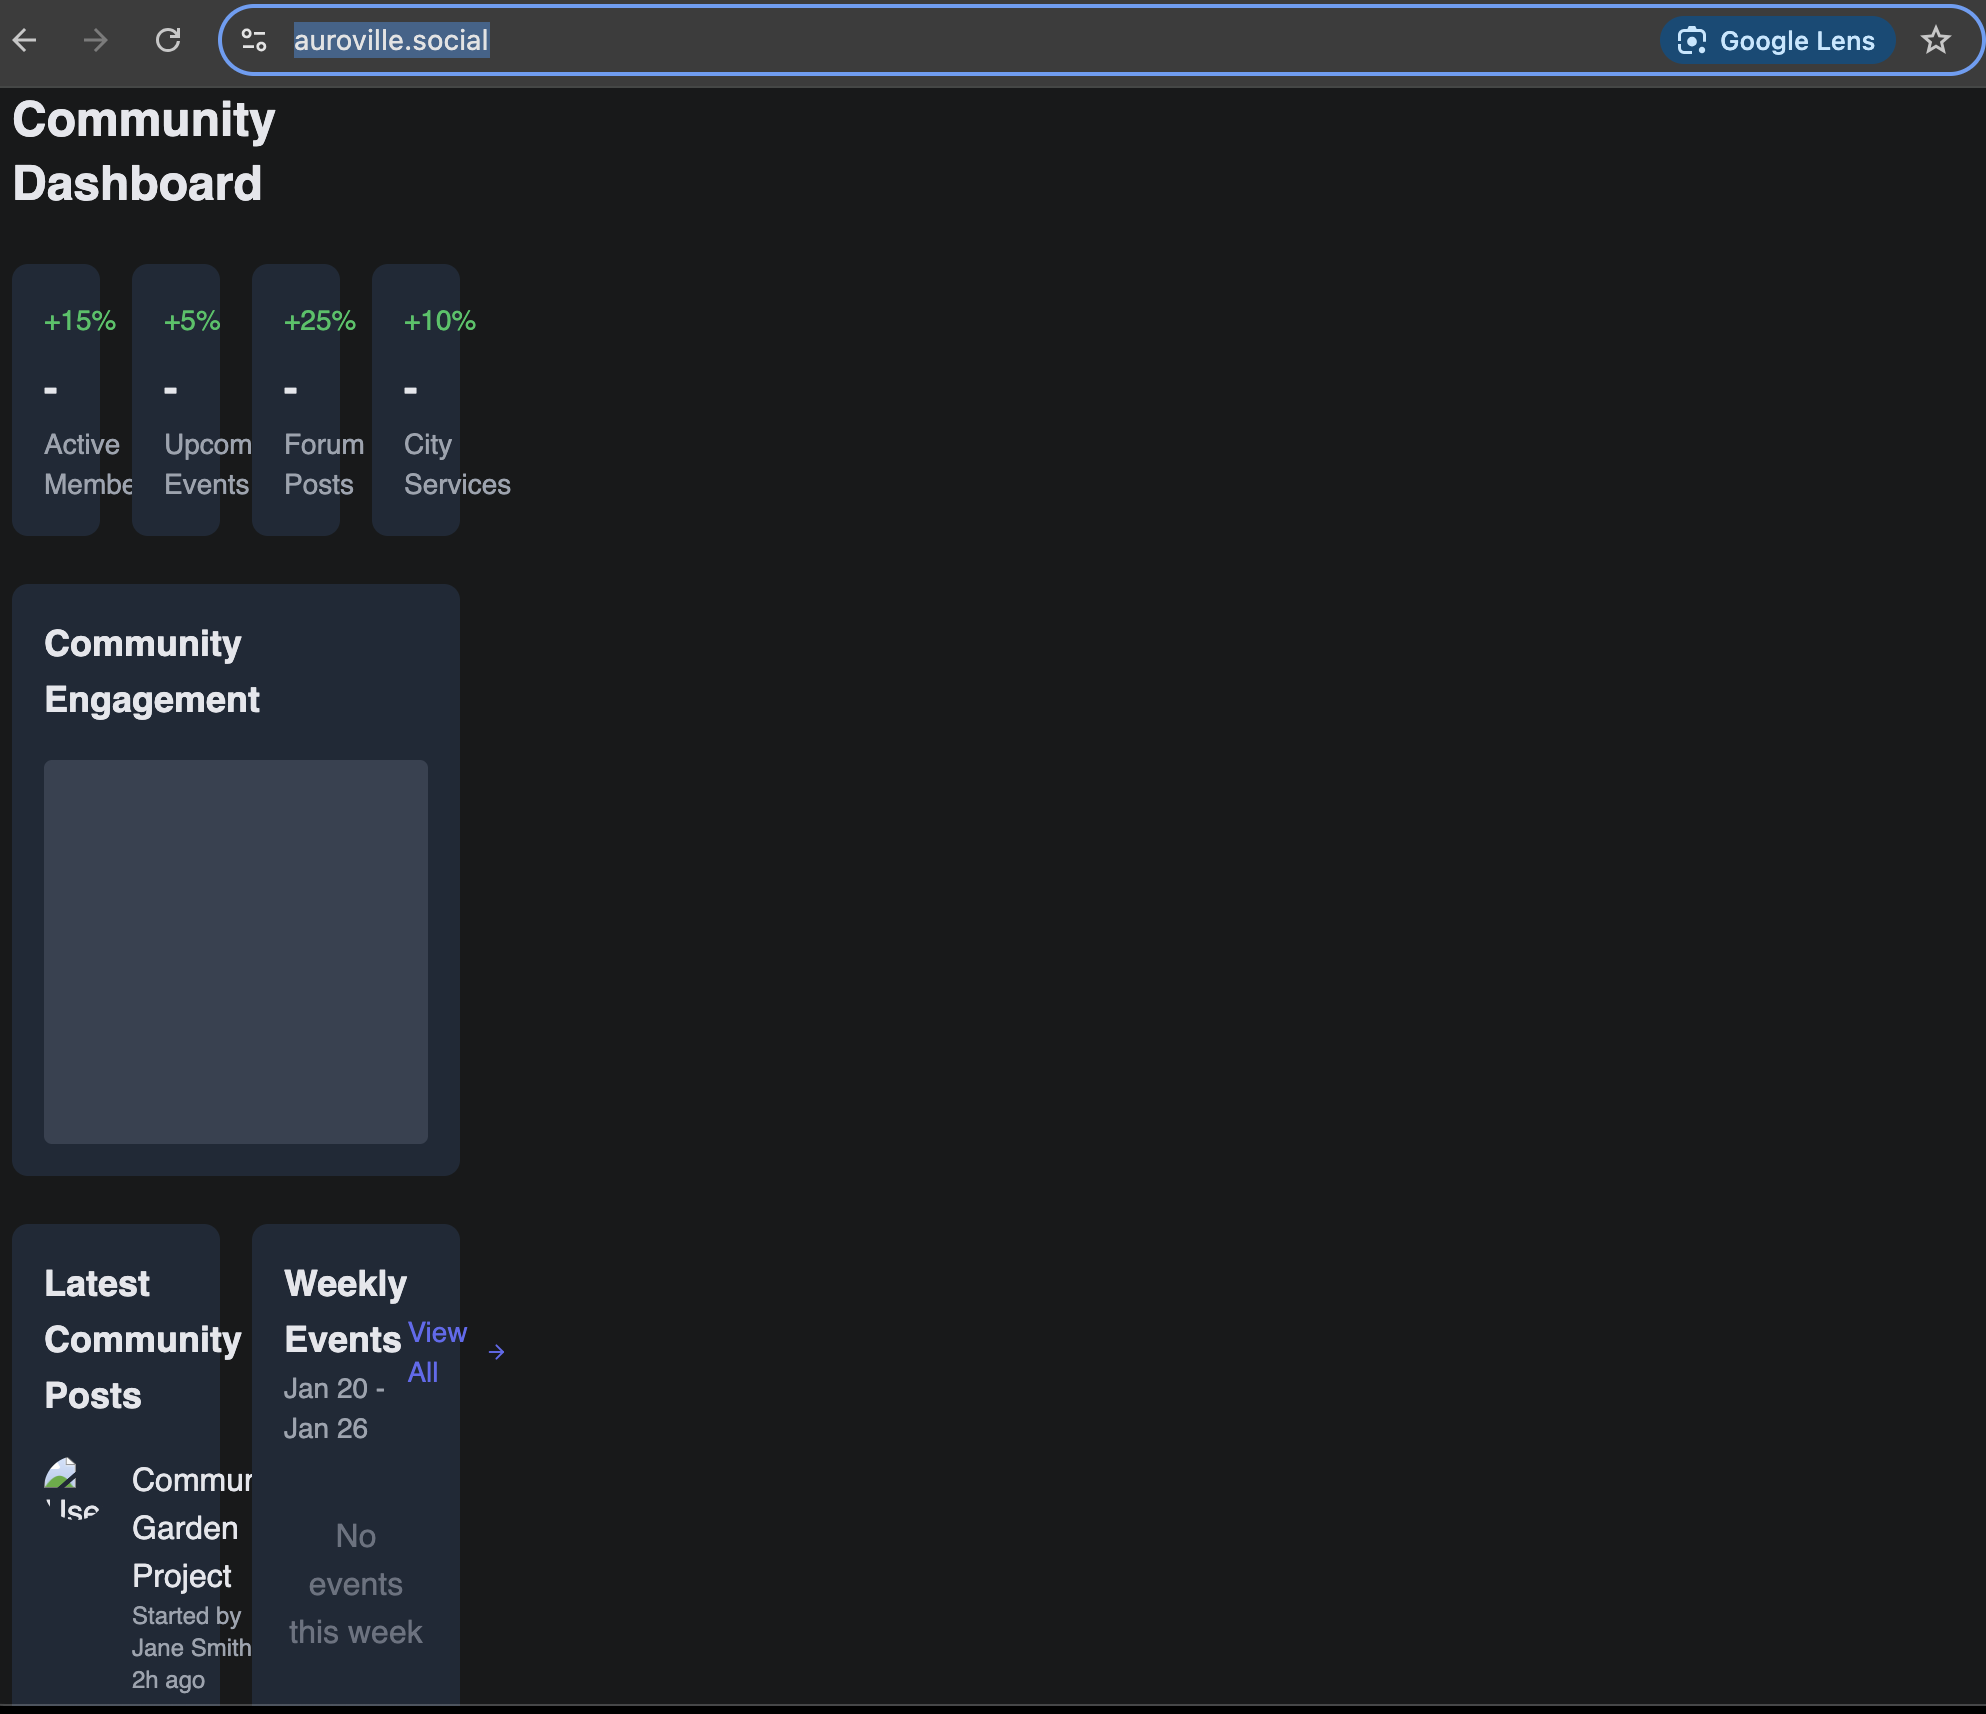 auroville.social
Google Lens
Community
Dashboard
+15%
-
Active
Membe
+5%
-
Upcom
Events
+25%
-
Forum
Posts
+10%
-
City
Services
Community
Engagement
Latest
Community
Posts
Use
Commun
Garden
Project
Started by
Jane Smith
2h ago
Weekly
Events
View
All
→
Jan 20 -
Jan 26
No
events
this week